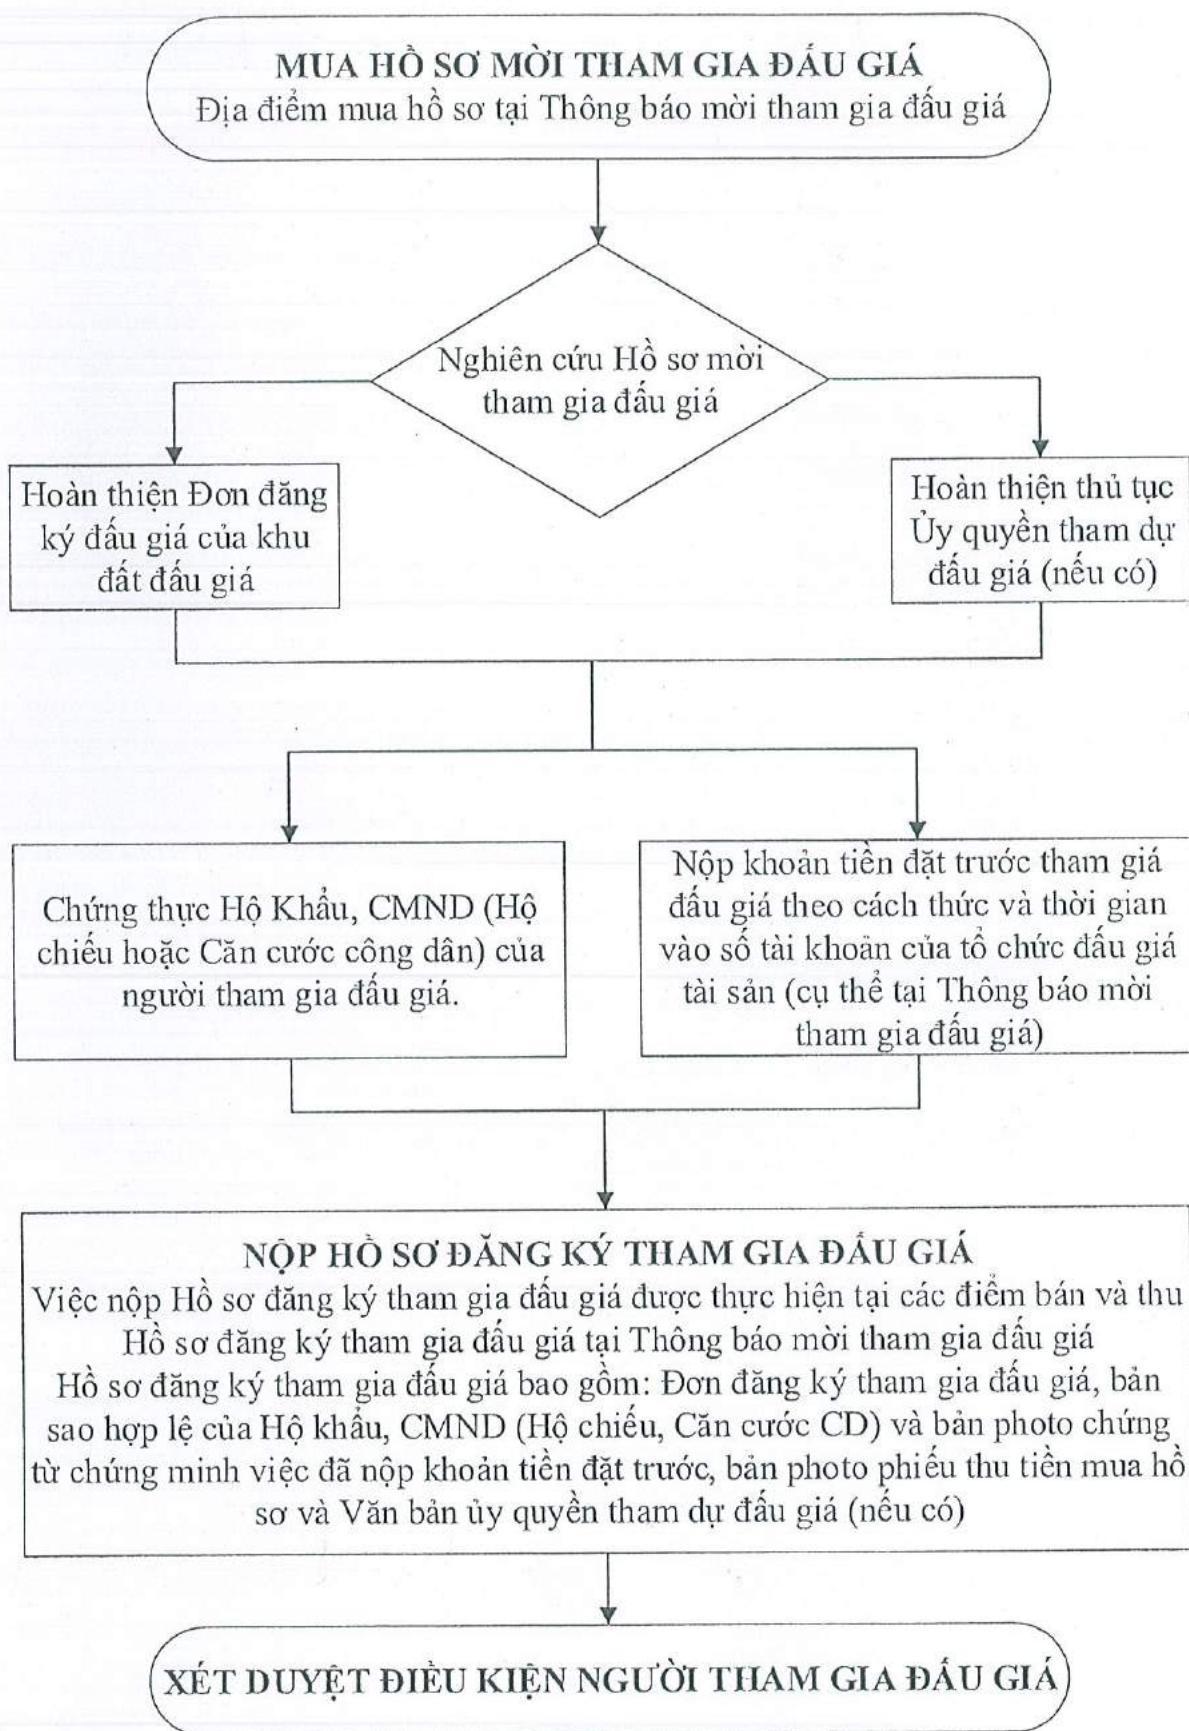 MUA HỒ SƠ MỜI THAM GIA ĐẤU GIÁ
Địa điểm mua hồ sơ tại Thông báo mời tham gia đấu giá
Nghiên cứu Hồ sơ mời
tham gia đấu giá
Hoàn thiện Đơn đăng
ký đấu giá của khu
đất đấu giá
Hoàn thiện thủ tục
Ủy quyền tham dự
đấu giá (nếu có)
Chứng thực Hộ Khẩu, CMND (Hộ
chiếu hoặc Căn cước công dân) của
người tham gia đấu giá.
Nộp khoản tiền đặt trước tham giá
đấu giá theo cách thức và thời gian
vào số tài khoản của tổ chức đấu giá
tài sản (cụ thể tại Thông báo mời
tham gia đấu giá)
NỘP HỒ SƠ ĐĂNG KÝ THAM GIA ĐẤU GIÁ
Việc nộp Hồ sơ đăng ký tham gia đấu giá được thực hiện tại các điểm bán và thu
Hồ sơ đăng ký tham gia đấu giá tại Thông báo mời tham gia đấu giá
Hồ sơ đăng ký tham gia đấu giá bao gồm: Đơn đăng ký tham gia đấu giá, bản
sao hợp lệ của Hộ khẩu, CMND (Hộ chiếu, Căn cước CD) và bản photo chứng
từ chứng minh việc đã nộp khoản tiền đặt trước, bản photo phiếu thu tiền mua hồ
sơ và Văn bản ủy quyền tham dự đấu giá (nếu có)
XÉT DUYỆT ĐIỀU KIỆN NGƯỜI THAM GIA ĐẤU GIÁ